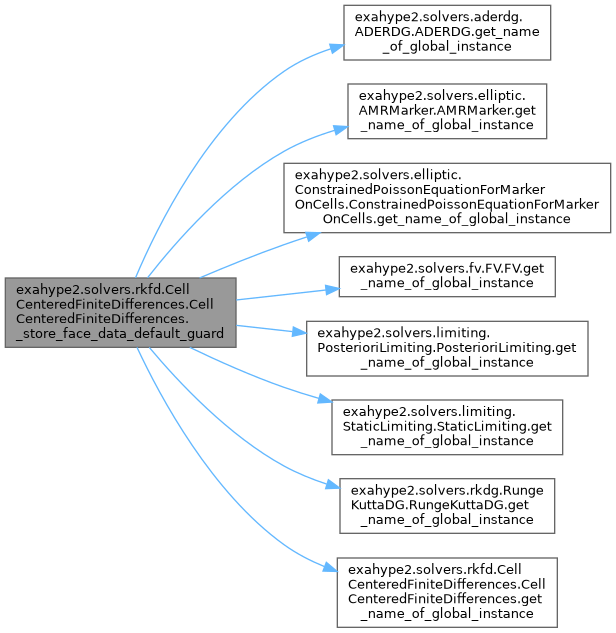 exahype2.solvers.aderdg.
ADERDG.ADERDG.get_name
_of_global_instance
exahype2.solvers.elliptic.
AMRMarker.AMRMarker.get
_name_of_global_instance
exahype2.solvers.elliptic.
ConstrainedPoissonEquationForMarker
OnCells.ConstrainedPoissonEquationForMarker
OnCells.get_name_of_global_instance
exahype2.solvers.rkfd.Cell
CenteredFiniteDifferences.Cell
CenteredFiniteDifferences.
_store_face_data_default_guard
exahype2.solvers.fv.FV.FV.get
_name_of_global_instance
exahype2.solvers.limiting.
PosterioriLimiting.PosterioriLimiting.get
_name_of_global_instance
exahype2.solvers.limiting.
StaticLimiting.StaticLimiting.get
_name_of_global_instance
exahype2.solvers.rkdg.Runge
KuttaDG.RungeKuttaDG.get
_name_of_global_instance
exahype2.solvers.rkfd.Cell
CenteredFiniteDifferences.Cell
CenteredFiniteDifferences.get
_name_of_global_instance